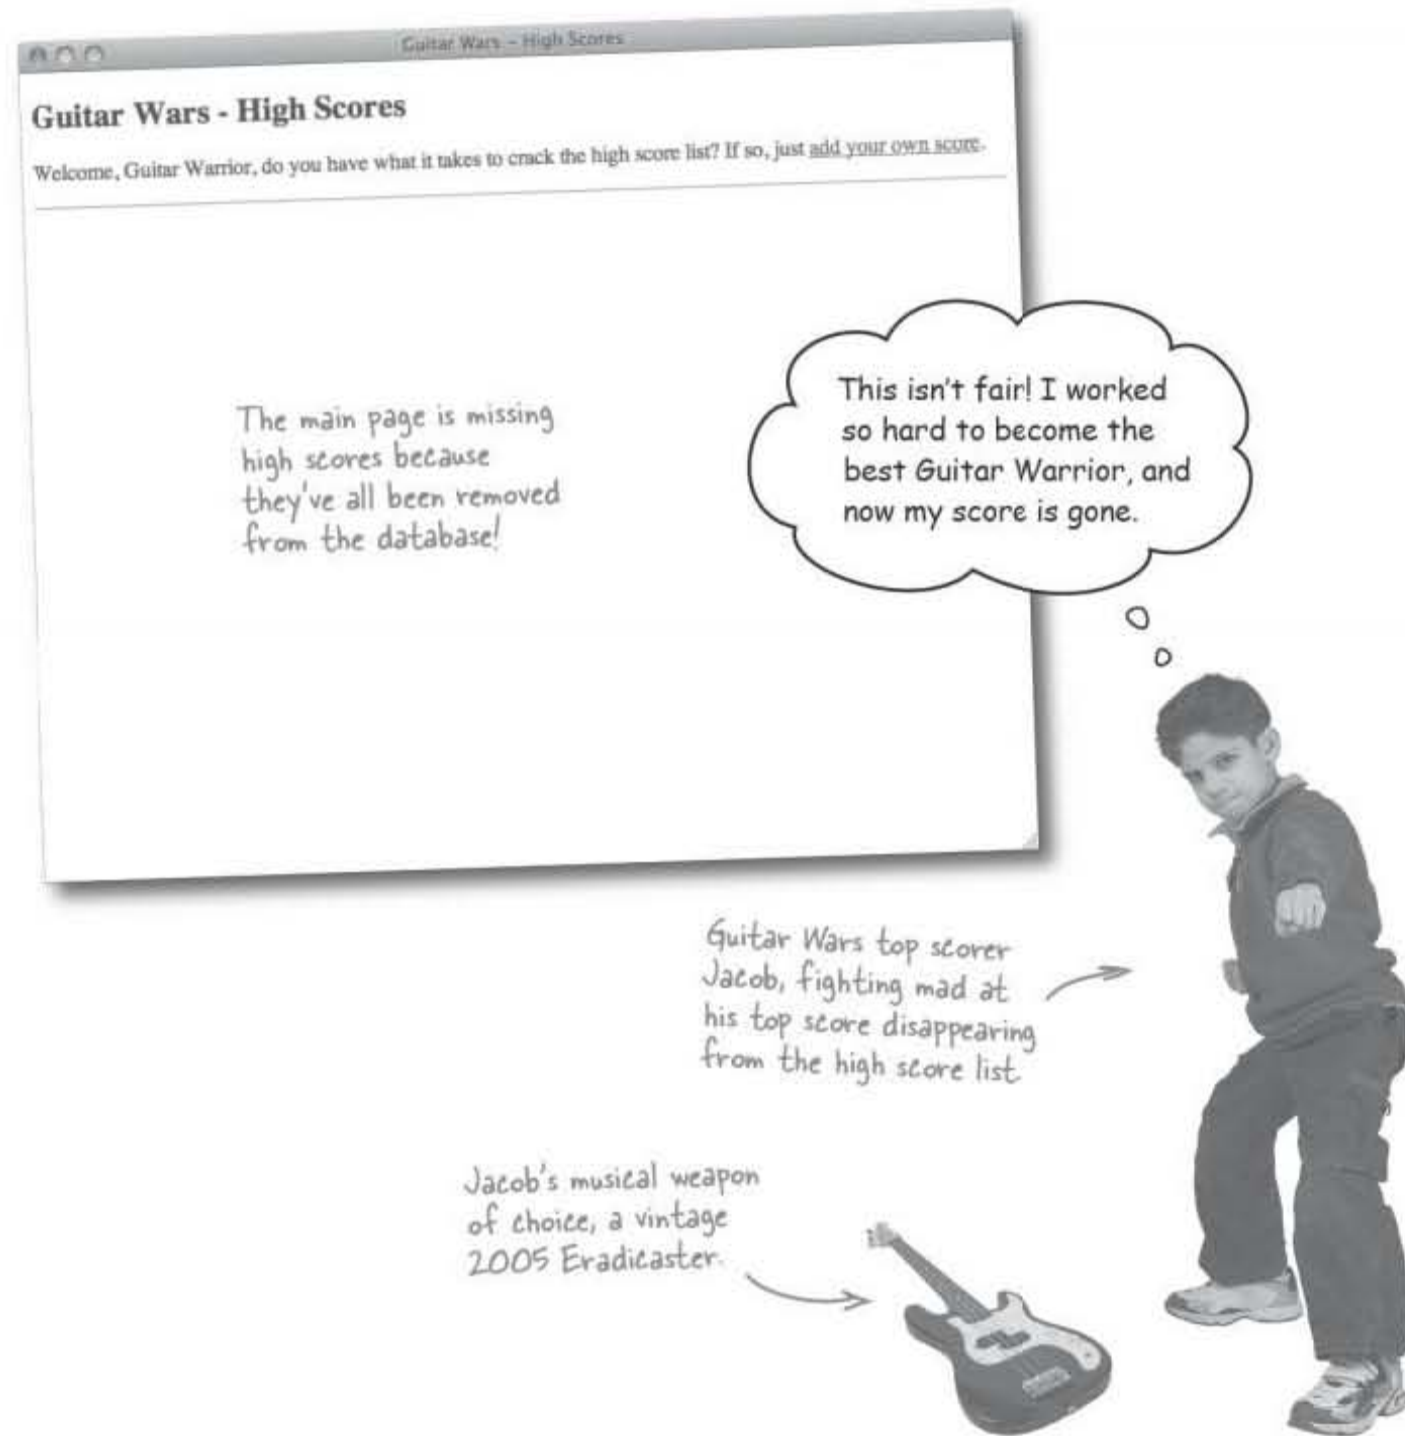 Guitar Wars - High Scores
Guitar Wars - High Scores
Welcome, Guitar Warrior, do you have what it takes to crack the high score list? If so, just add your own score.
The main page is missing
high scores because
they've all been removed
from the database!
This isn't fair! I worked
so hard to become the
best Guitar Warrior, and
now my score is gone.
Guitar Wars top scorer
Jacob, fighting mad at
his top score disappearing
from the high score list
Jacob's musical weapon
of choice, a vintage
2005 Eradicaster.